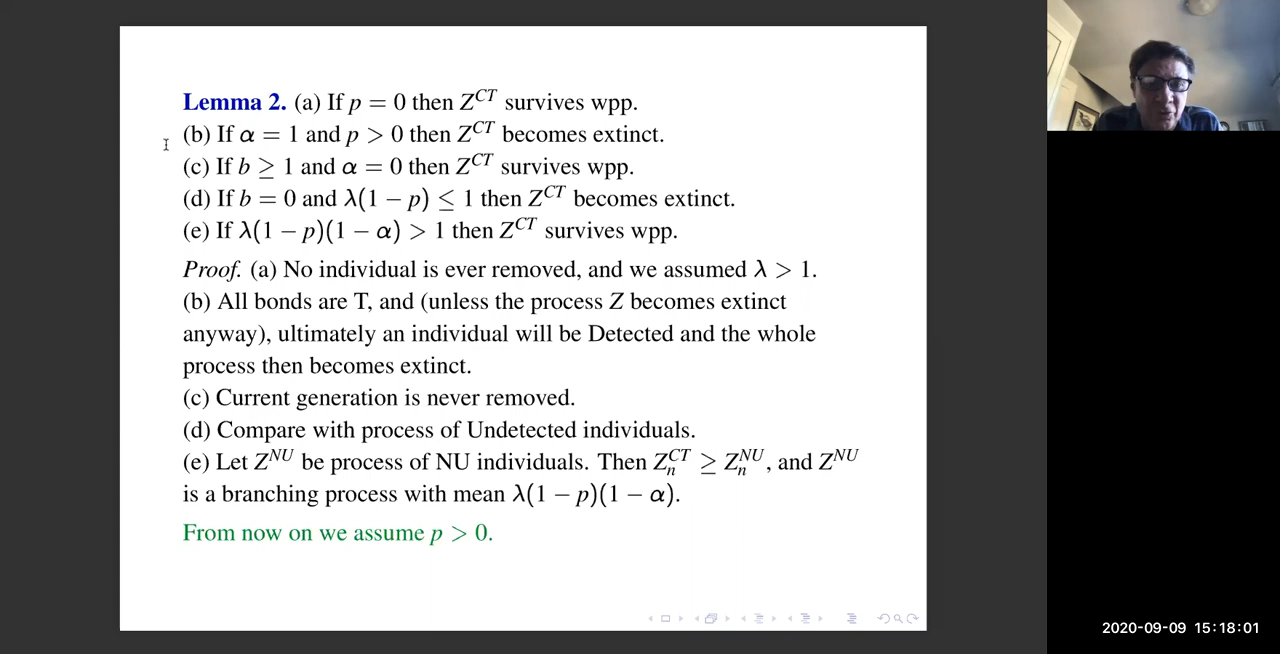 Lemma 2. (a) If p = 0 then Z^{CT} survives wpp.
(b) If α = 1 and p > 0 then Z^{CT} becomes extinct.
(c) If b ≥ 1 and α = 0 then Z^{CT} survives wpp.
(d) If b = 0 and λ(1 − p) ≤ 1 then Z^{CT} becomes extinct.
(e) If λ(1 − p)(1 − α) > 1 then Z^{CT} survives wpp.
Proof. (a) No individual is ever removed, and we assumed λ > 1.
(b) All bonds are T, and (unless the process Z becomes extinct
anyway), ultimately an individual will be Detected and the whole
process then becomes extinct.
(c) Current generation is never removed.
(d) Compare with process of Undetected individuals.
(e) Let Z^{NU} be process of NU individuals. Then Z_n^{CT} ≥ Z_n^{NU}, and Z^{NU}
is a branching process with mean λ(1 − p)(1 − α).
From now on we assume p > 0.
2020-09-09 15:18:01